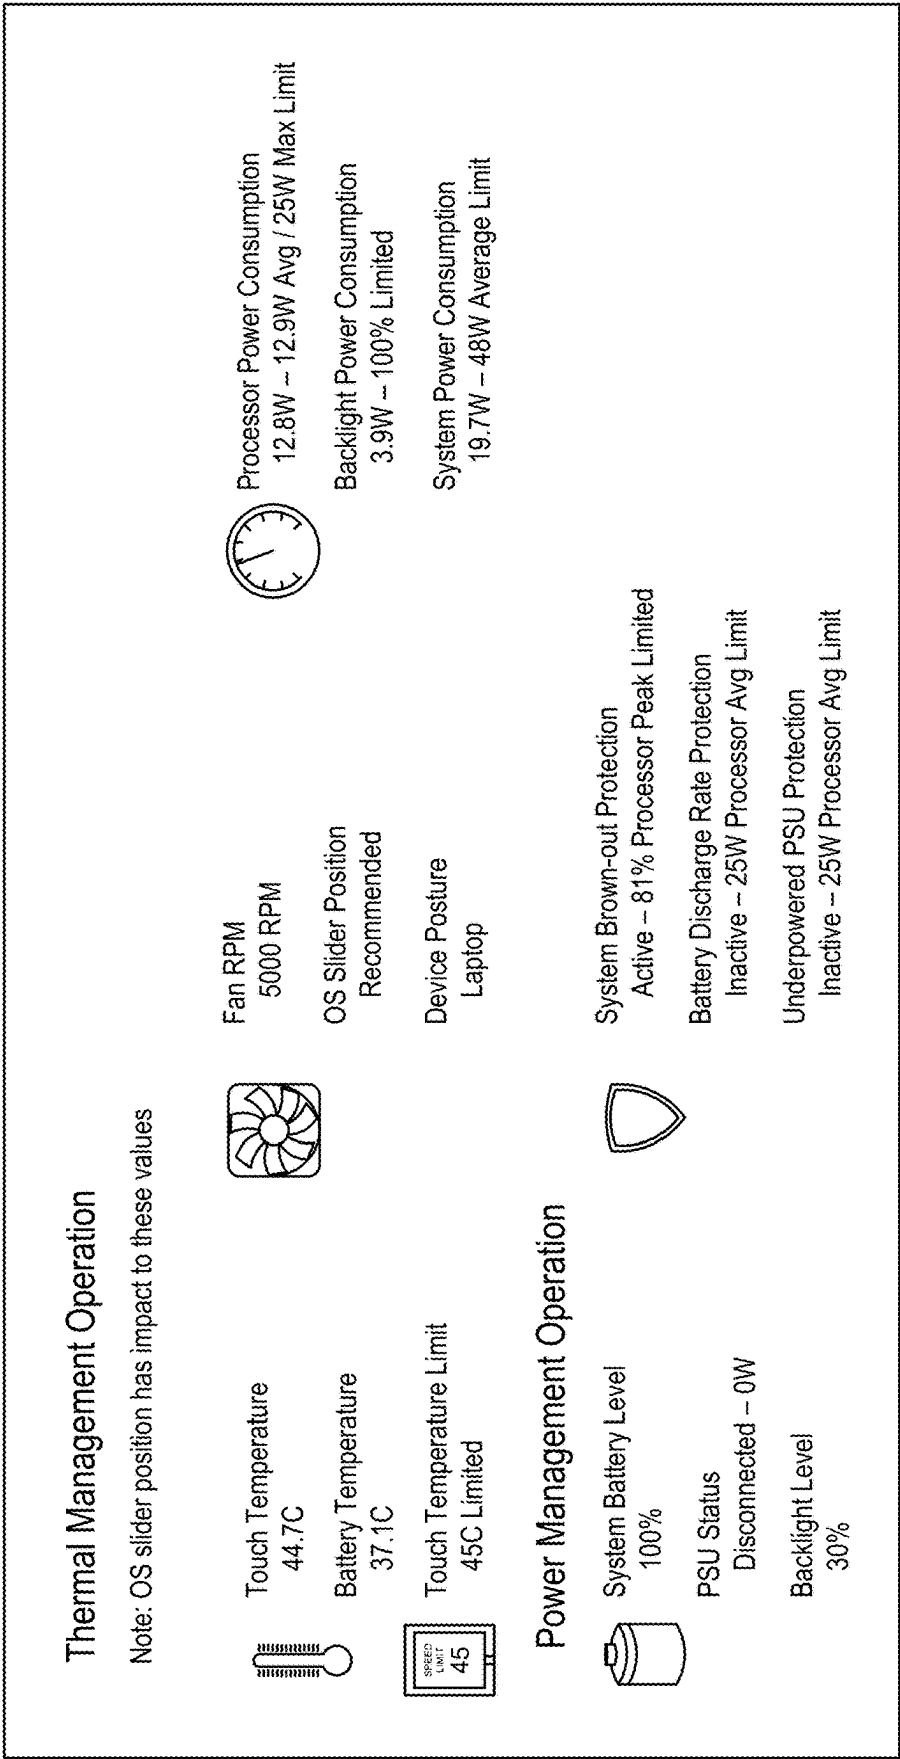 Thermal Management Operation
Note: OS slider position has impact to these values
Touch Temperature
44.7C
Battery Temperature
37.1C
Touch Temperature Limit
45C Limited
SPEED
LIMIT
45
Fan RPM
5000 RPM
OS Slider Position
Recommended
Device Posture
Laptop
Processor Power Consumption
12.8W – 12.9W Avg / 25W Max Limit
Backlight Power Consumption
3.9W – 100% Limited
System Power Consumption
19.7W – 48W Average Limit
Power Management Operation
System Battery Level
100%
PSU Status
Disconnected – 0W
Backlight Level
30%
System Brown-out Protection
Active – 81% Processor Peak Limited
Battery Discharge Rate Protection
Inactive – 25W Processor Avg Limit
Underpowered PSU Protection
Inactive – 25W Processor Avg Limit